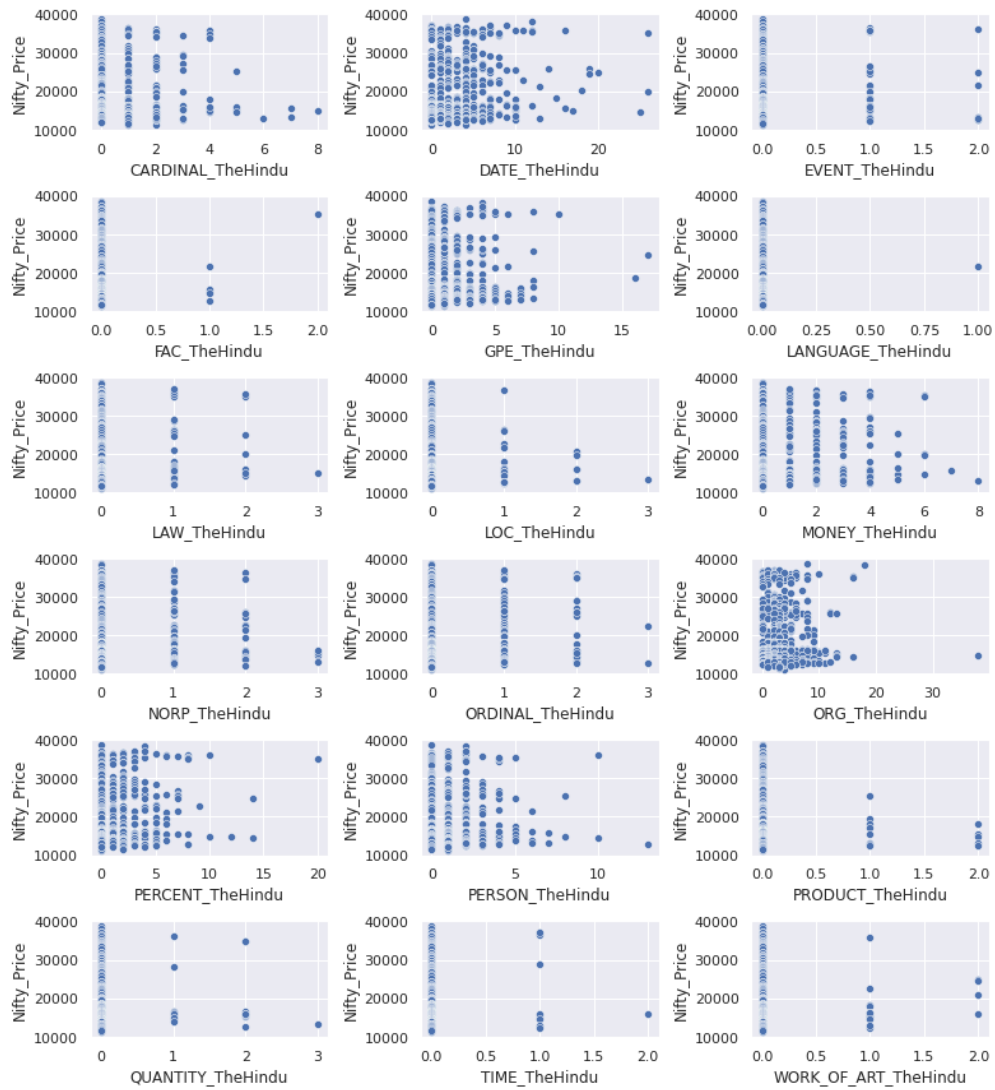 40000 40000 40000
30000 30000 30000
20000 20000 20000
10000 10000 10000
Nifty_Price Nifty_Price Nifty_Price
0 2 4 6 8 0 10 20 0.0 0.5 1.0 1.5 2.0
CARDINAL_TheHindu DATE_TheHindu EVENT_TheHindu
40000 40000 40000
30000 30000 30000
20000 20000 20000
10000 10000 10000
Nifty_Price Nifty_Price Nifty_Price
0.0 0.5 1.0 1.5 2.0 0 5 10 15 0.00 0.25 0.50 0.75 1.00
FAC_TheHindu GPE_TheHindu LANGUAGE_TheHindu
40000 40000 40000
30000 30000 30000
20000 20000 20000
10000 10000 10000
Nifty_Price Nifty_Price Nifty_Price
0 1 2 3 0 1 2 3 0 2 4 6 8
LAW_TheHindu LOC_TheHindu MONEY_TheHindu
40000 40000 40000
30000 30000 30000
20000 20000 20000
10000 10000 10000
Nifty_Price Nifty_Price Nifty_Price
0 1 2 3 0 1 2 3 0 10 20 30
NORP_TheHindu ORDINAL_TheHindu ORG_TheHindu
40000 40000 40000
30000 30000 30000
20000 20000 20000
10000 10000 10000
Nifty_Price Nifty_Price Nifty_Price
0 5 10 15 20 0 5 10 0.0 0.5 1.0 1.5 2.0
PERCENT_TheHindu PERSON_TheHindu PRODUCT_TheHindu
40000 40000 40000
30000 30000 30000
20000 20000 20000
10000 10000 10000
Nifty_Price Nifty_Price Nifty_Price
0 1 2 3 0.0 0.5 1.0 1.5 2.0 0.0 0.5 1.0 1.5 2.0
QUANTITY_TheHindu TIME_TheHindu WORK_OF_ART_TheHindu